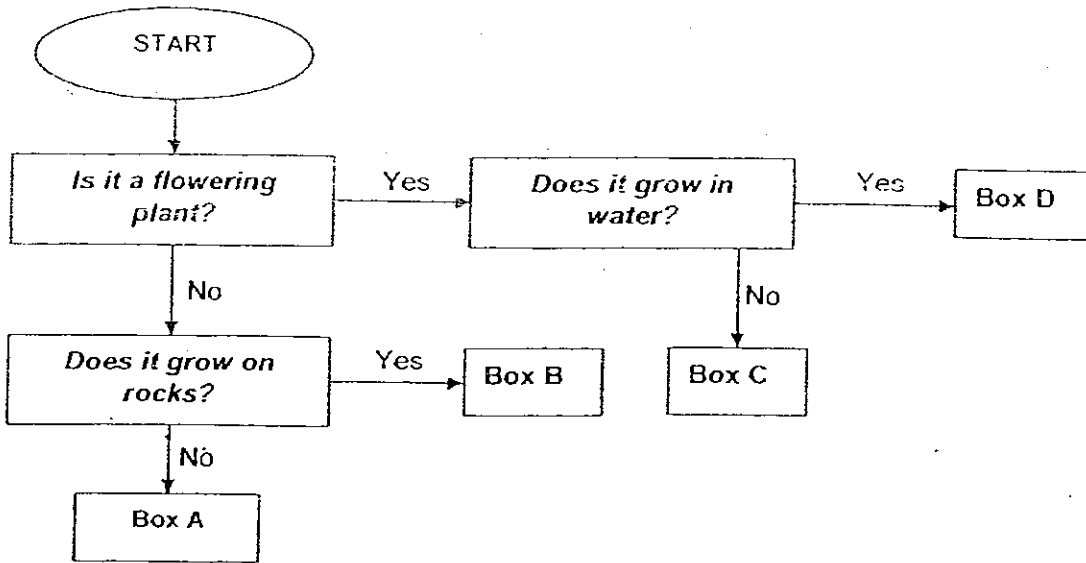 START
Is it a flowering
plant?
Yes
Does it grow in
water?
Yes
Box D
No
No
Does it grow on
rocks?
Yes
Box B
Box C
No
Box A